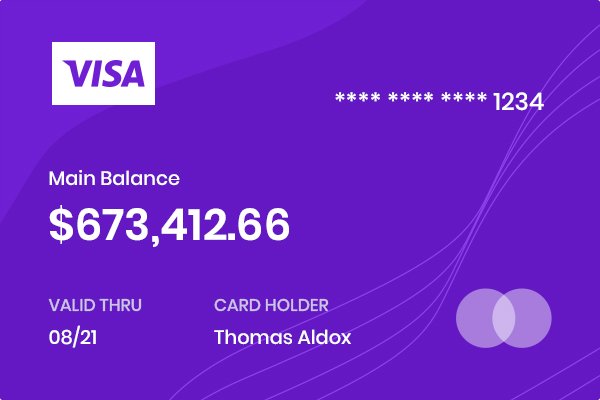 VISA
**** **** **** 1234
Main Balance
$673,412.66
VALID THRU
CARD HOLDER
08/21
Thomas Aldox